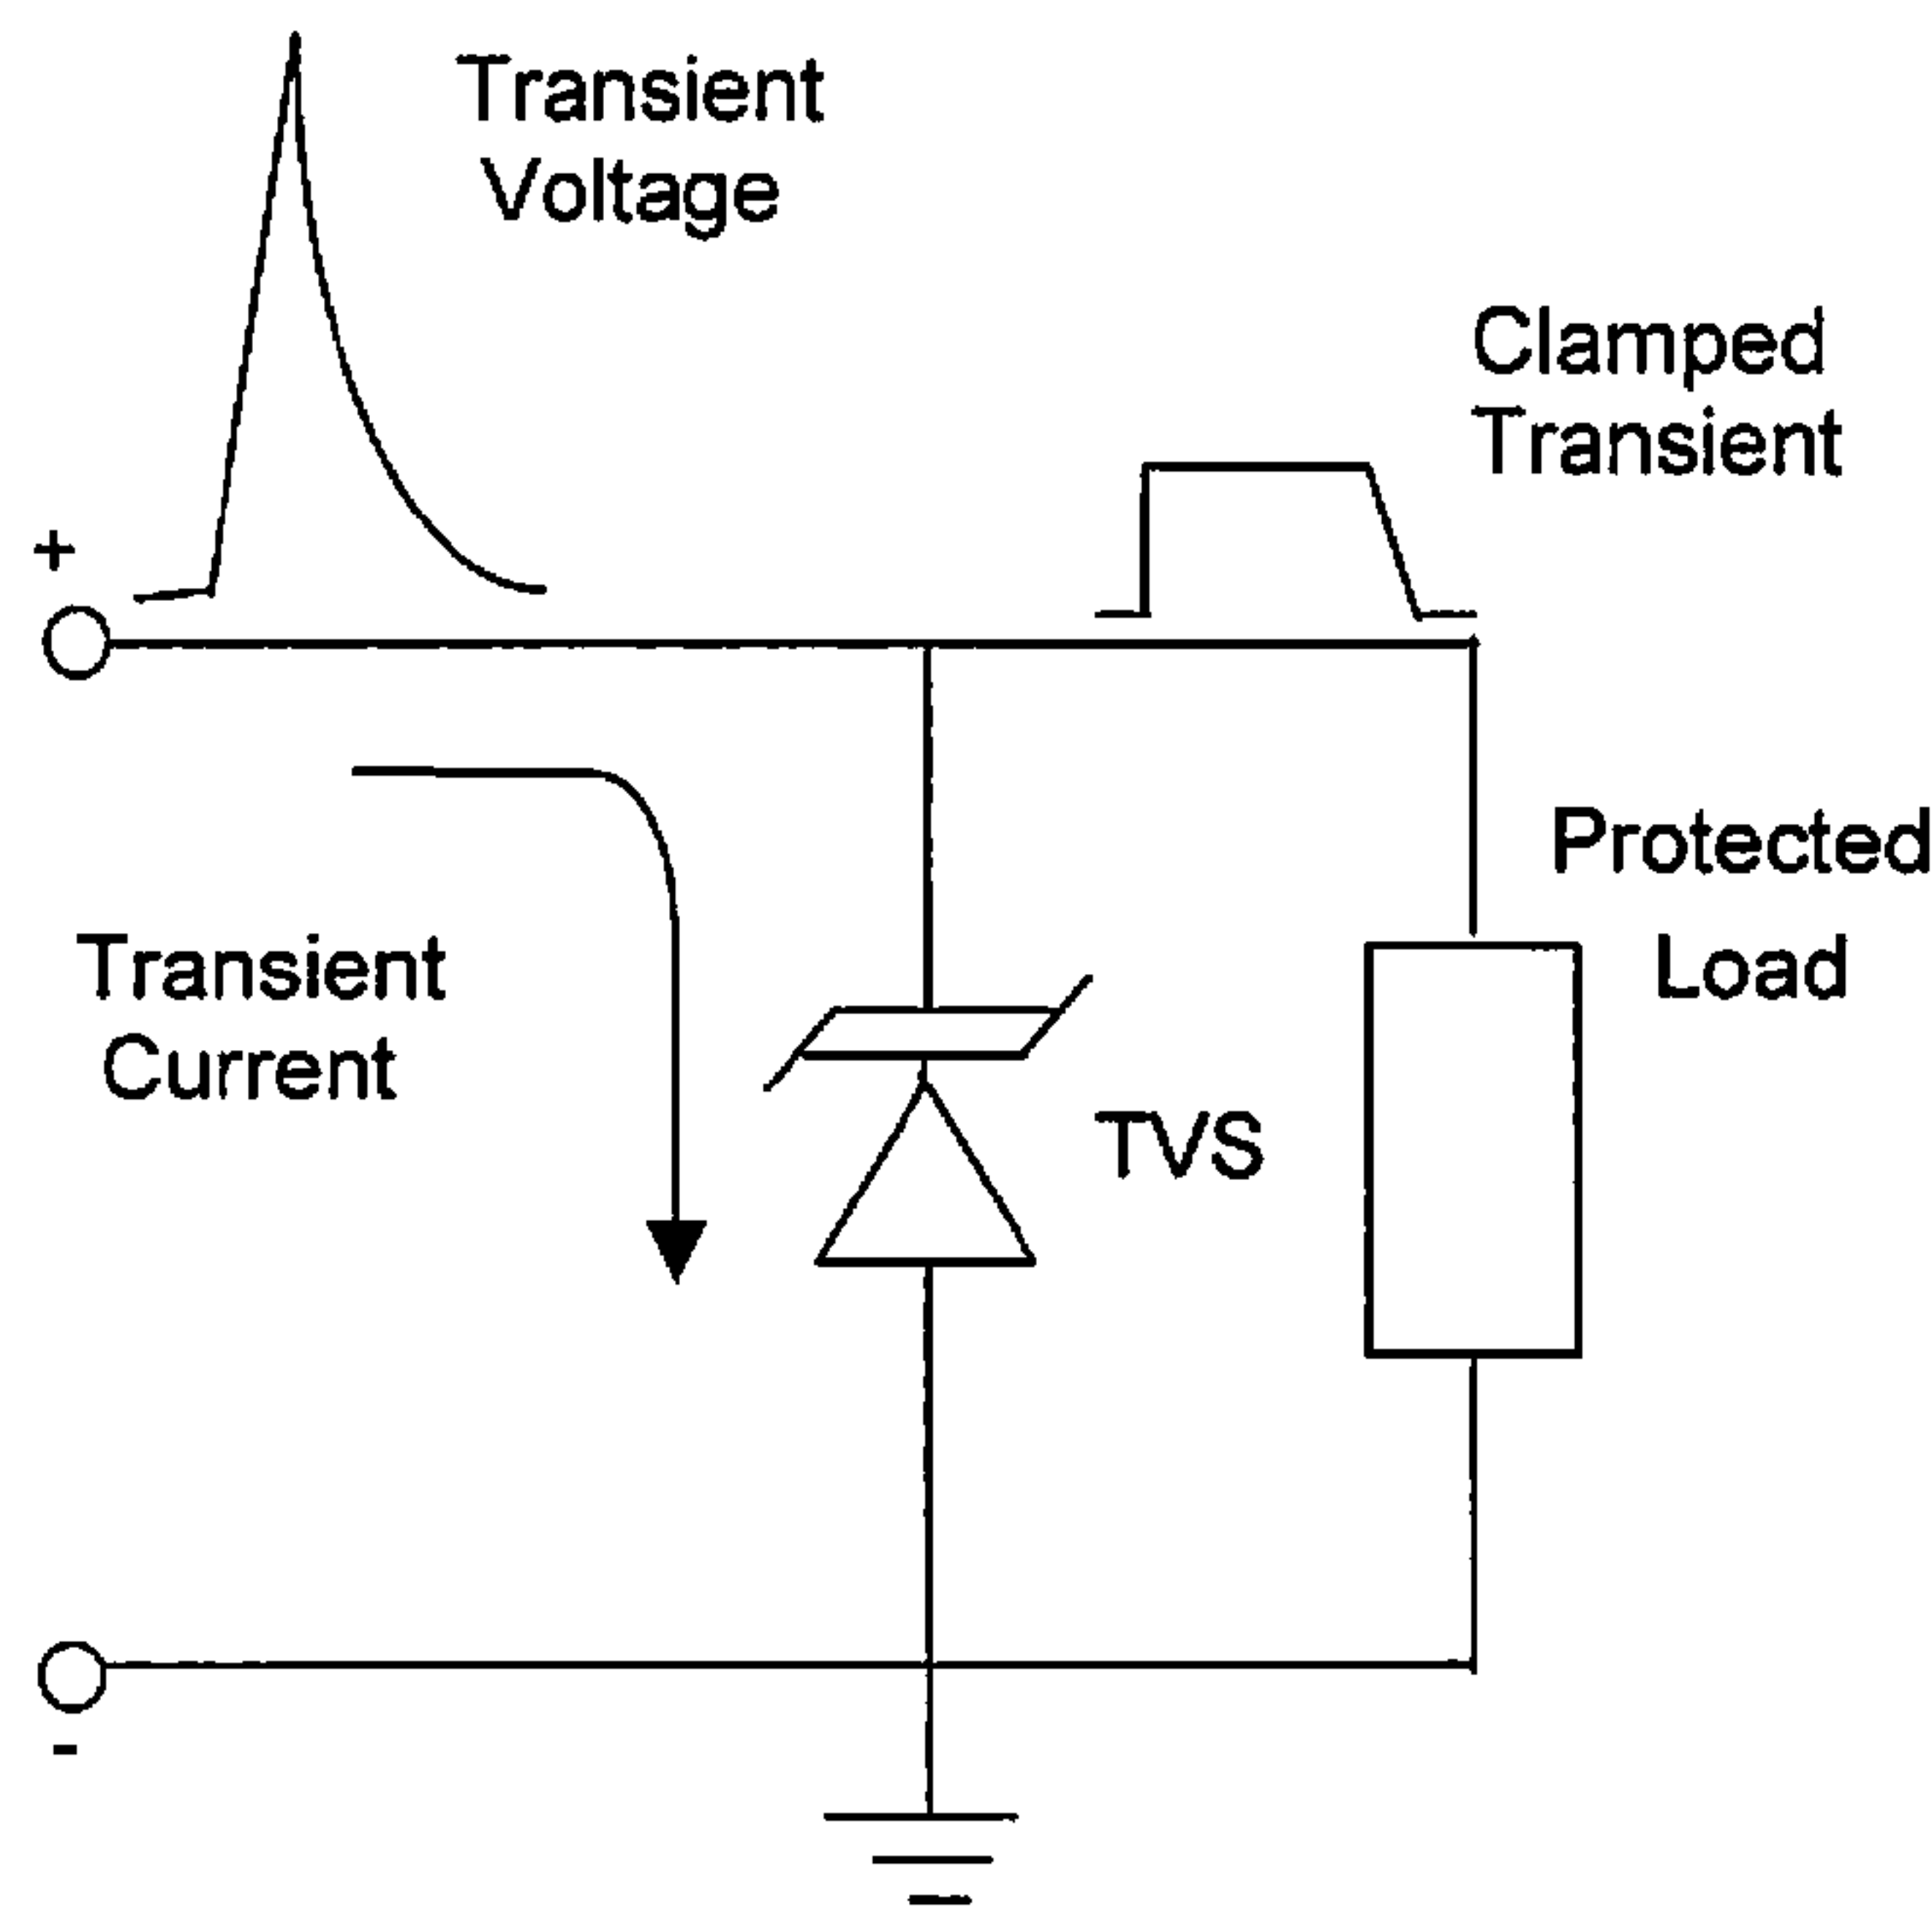 Transient
Voltage
Clamped
Transient
+
Protected
Load
Transient
Current
TVS
-